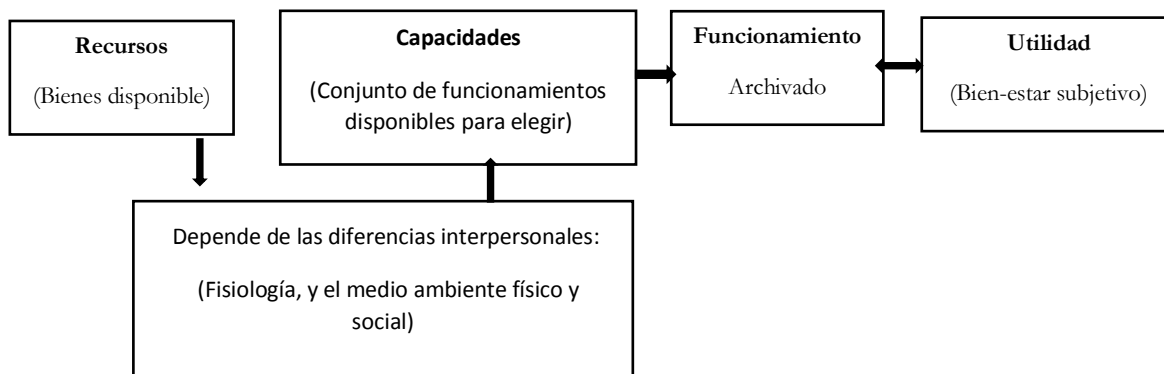 Recursos
(Bienes disponible)
Capacidades
(Conjunto de funcionamientos
disponibles para elegir)
Funcionamiento
Archivado
Utilidad
(Bien-estar subjetivo)
Depende de las diferencias interpersonales:
(Fisiología, y el medio ambiente físico y
social)